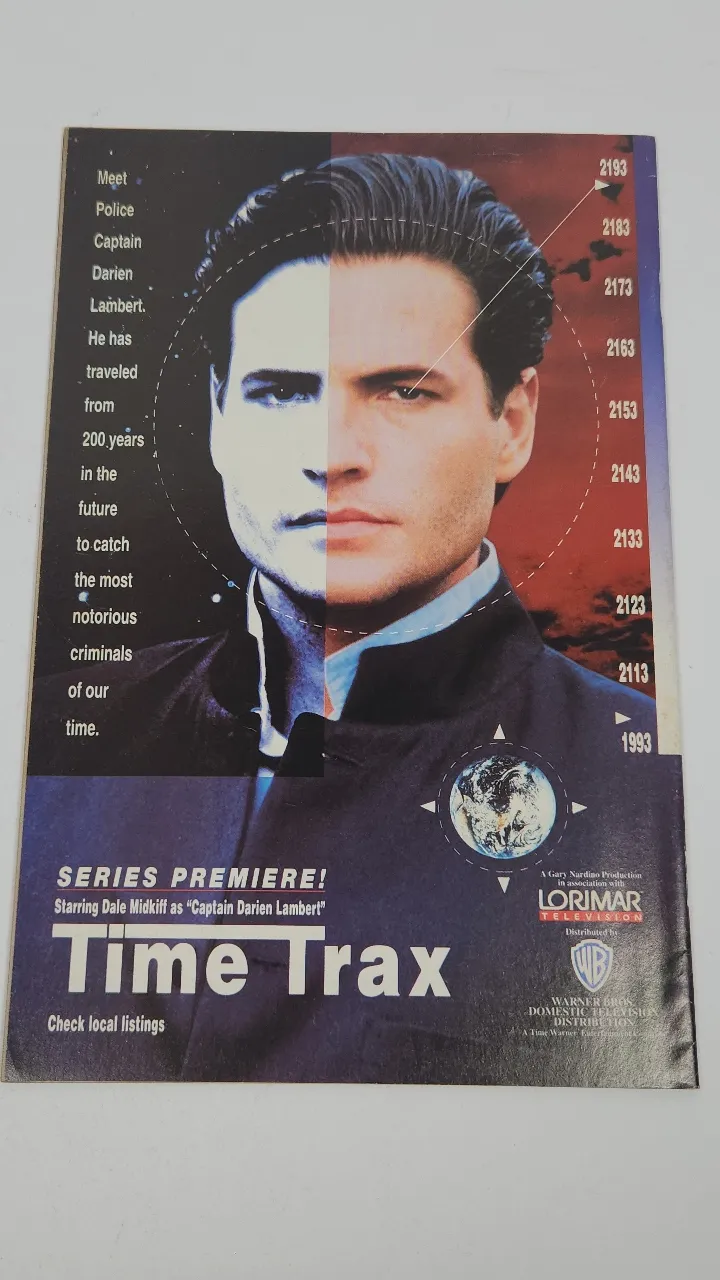 Meet
Police
Captain
Darien
Lambert.
He has
traveled
from
200 years
in the
future
to catch
the most
notorious
criminals
of our
time.
2193
2183
2173
2163
2153
2143
2133
2123
2113
1993
SERIES PREMIERE!
Starring Dale Midkiff as "Captain Darien Lambert"
Time Trax
Check local listings
A Gary Nardino Production
in association with
LORIMAR
TELEVISION
Distributed by
WB
WARNER BROS.
DOMESTIC TELEVISION
DISTRIBUTION
A Time Warner Entertainment